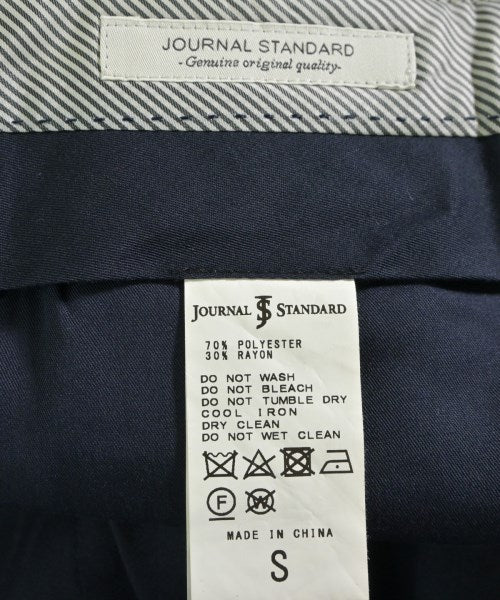 JOURNAL STANDARD
-Genuine original quality-
JOURNAL JS STANDARD
70% POLYESTER
30% RAYON
DO NOT WASH
DO NOT BLEACH
DO NOT TUMBLE DRY
COOL IRON
DRY CLEAN
DO NOT WET CLEAN
F W
MADE IN CHINA
S